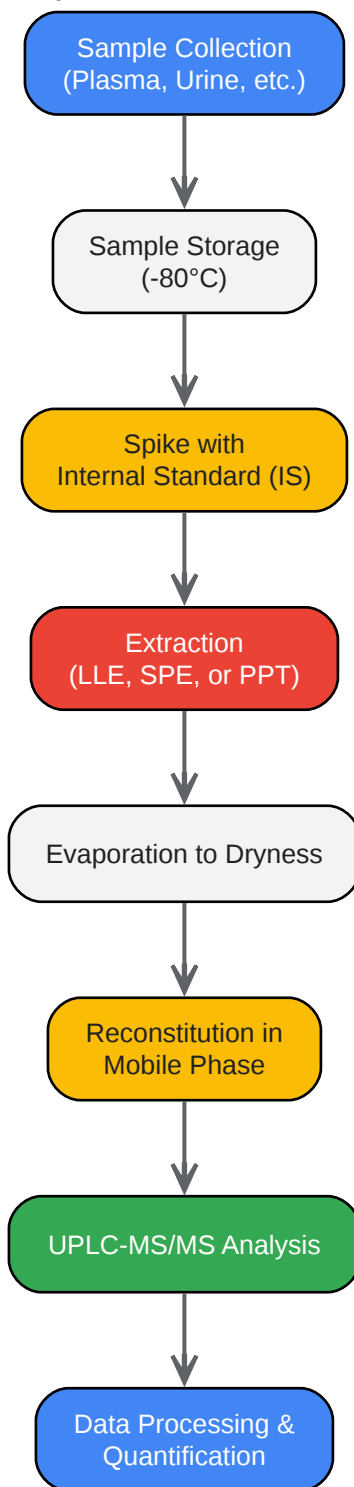 Sample Collection
(Plasma, Urine, etc.)
Sample Storage
(-80°C)
Spike with
Internal Standard (IS)
Extraction
(LLE, SPE, or PPT)
Evaporation to Dryness
Reconstitution in
Mobile Phase
UPLC-MS/MS Analysis
Data Processing &
Quantification